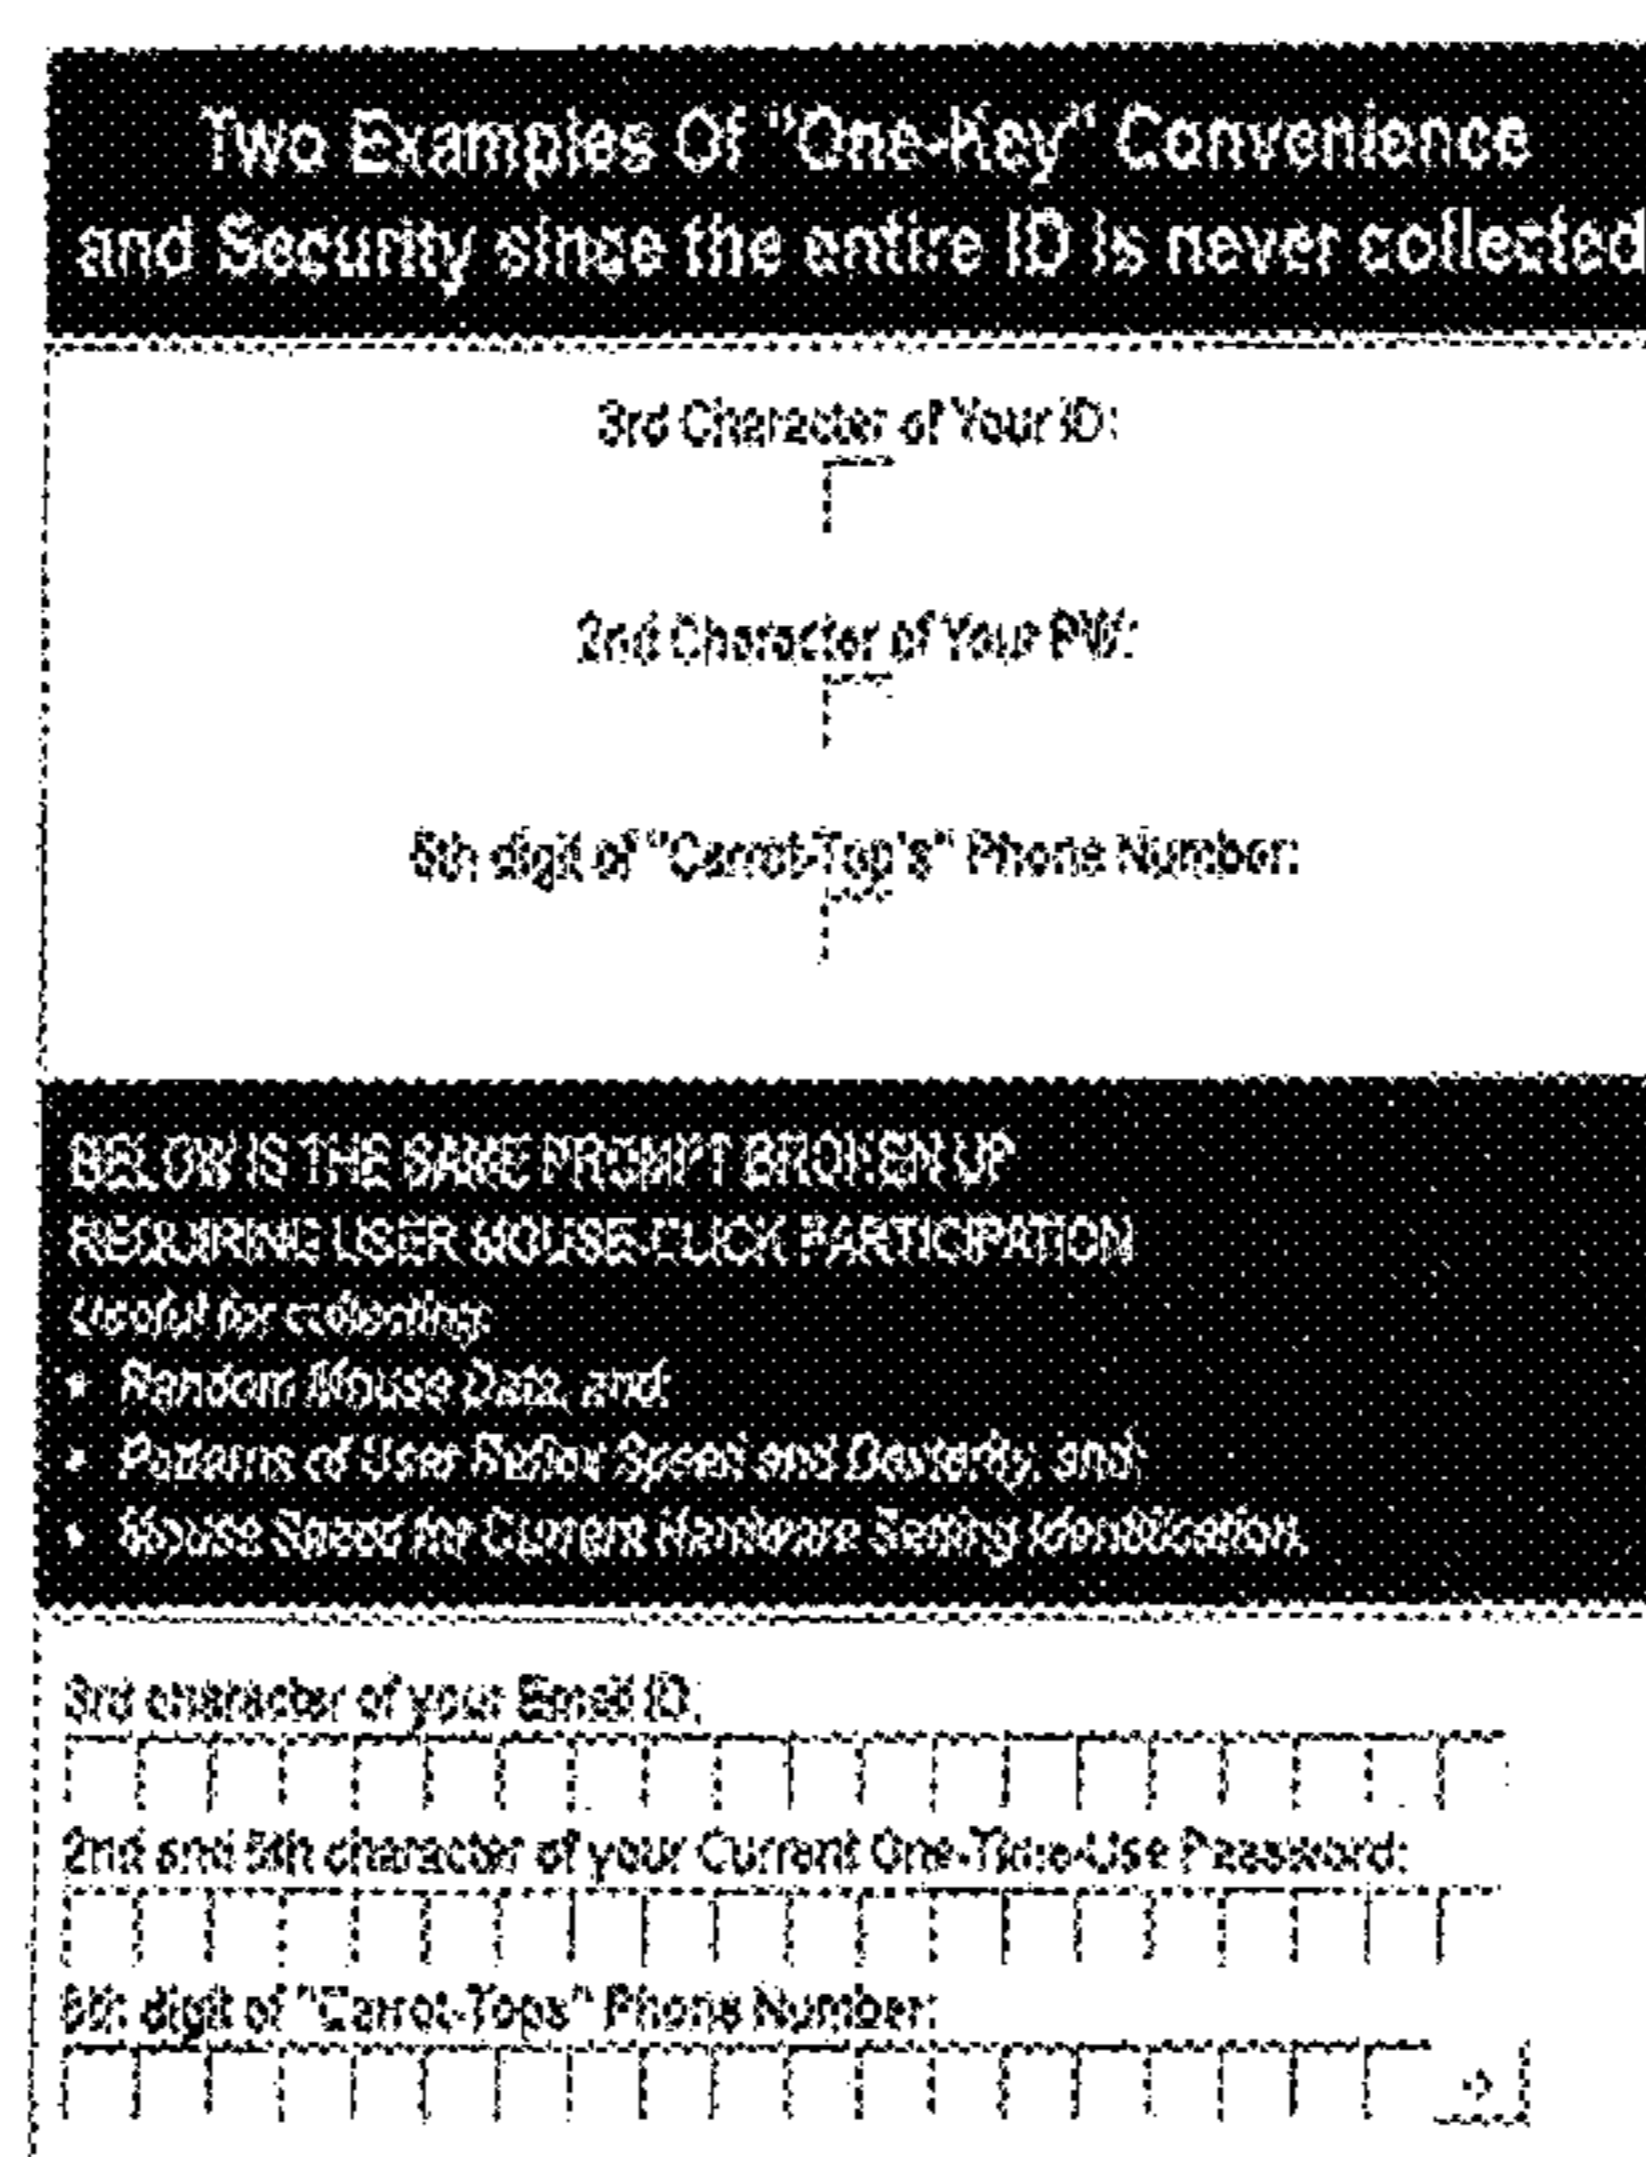 Two Examples Of "One-Key" Convenience
and Security since the entire ID is never collected
3rd Character of Your ID:
2nd Character of Your PW:
5th digit of "Carrot-Top's" Phone Number:
BELOW IS THE SAME PROMPT BROKEN UP
REQUIRING USER MOUSE-CLICK PARTICIPATION
Useful for collecting:
• Random Mouse Data, and:
• Patterns of User Reflex Speed and Dexterity, and:
• Mouse Speed for Current Hardware Setting Identification.
3rd character of your Email ID:
2nd and 5th character of your Current One-Time-Use Password:
5th digit of "Carrot-Tops" Phone Number: